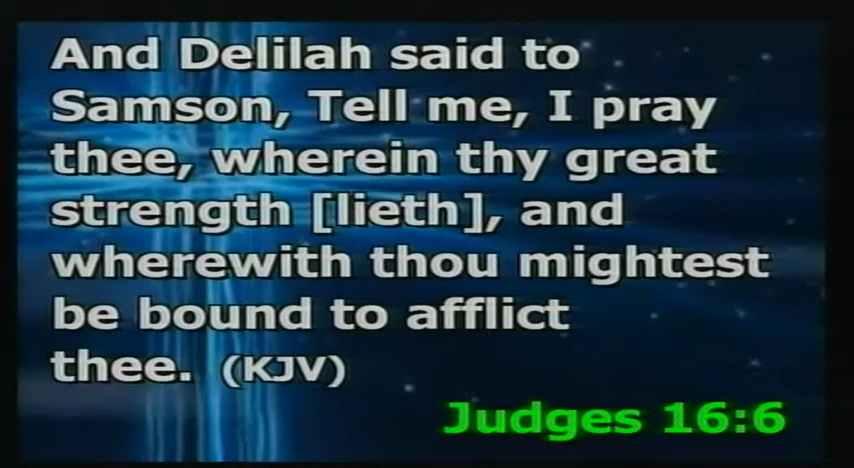 And Delilah said to
Samson, Tell me, I pray
thee, wherein thy great
strength [lieth], and
wherewith thou mightest
be bound to afflict
thee. (KJV)
Judges 16:6